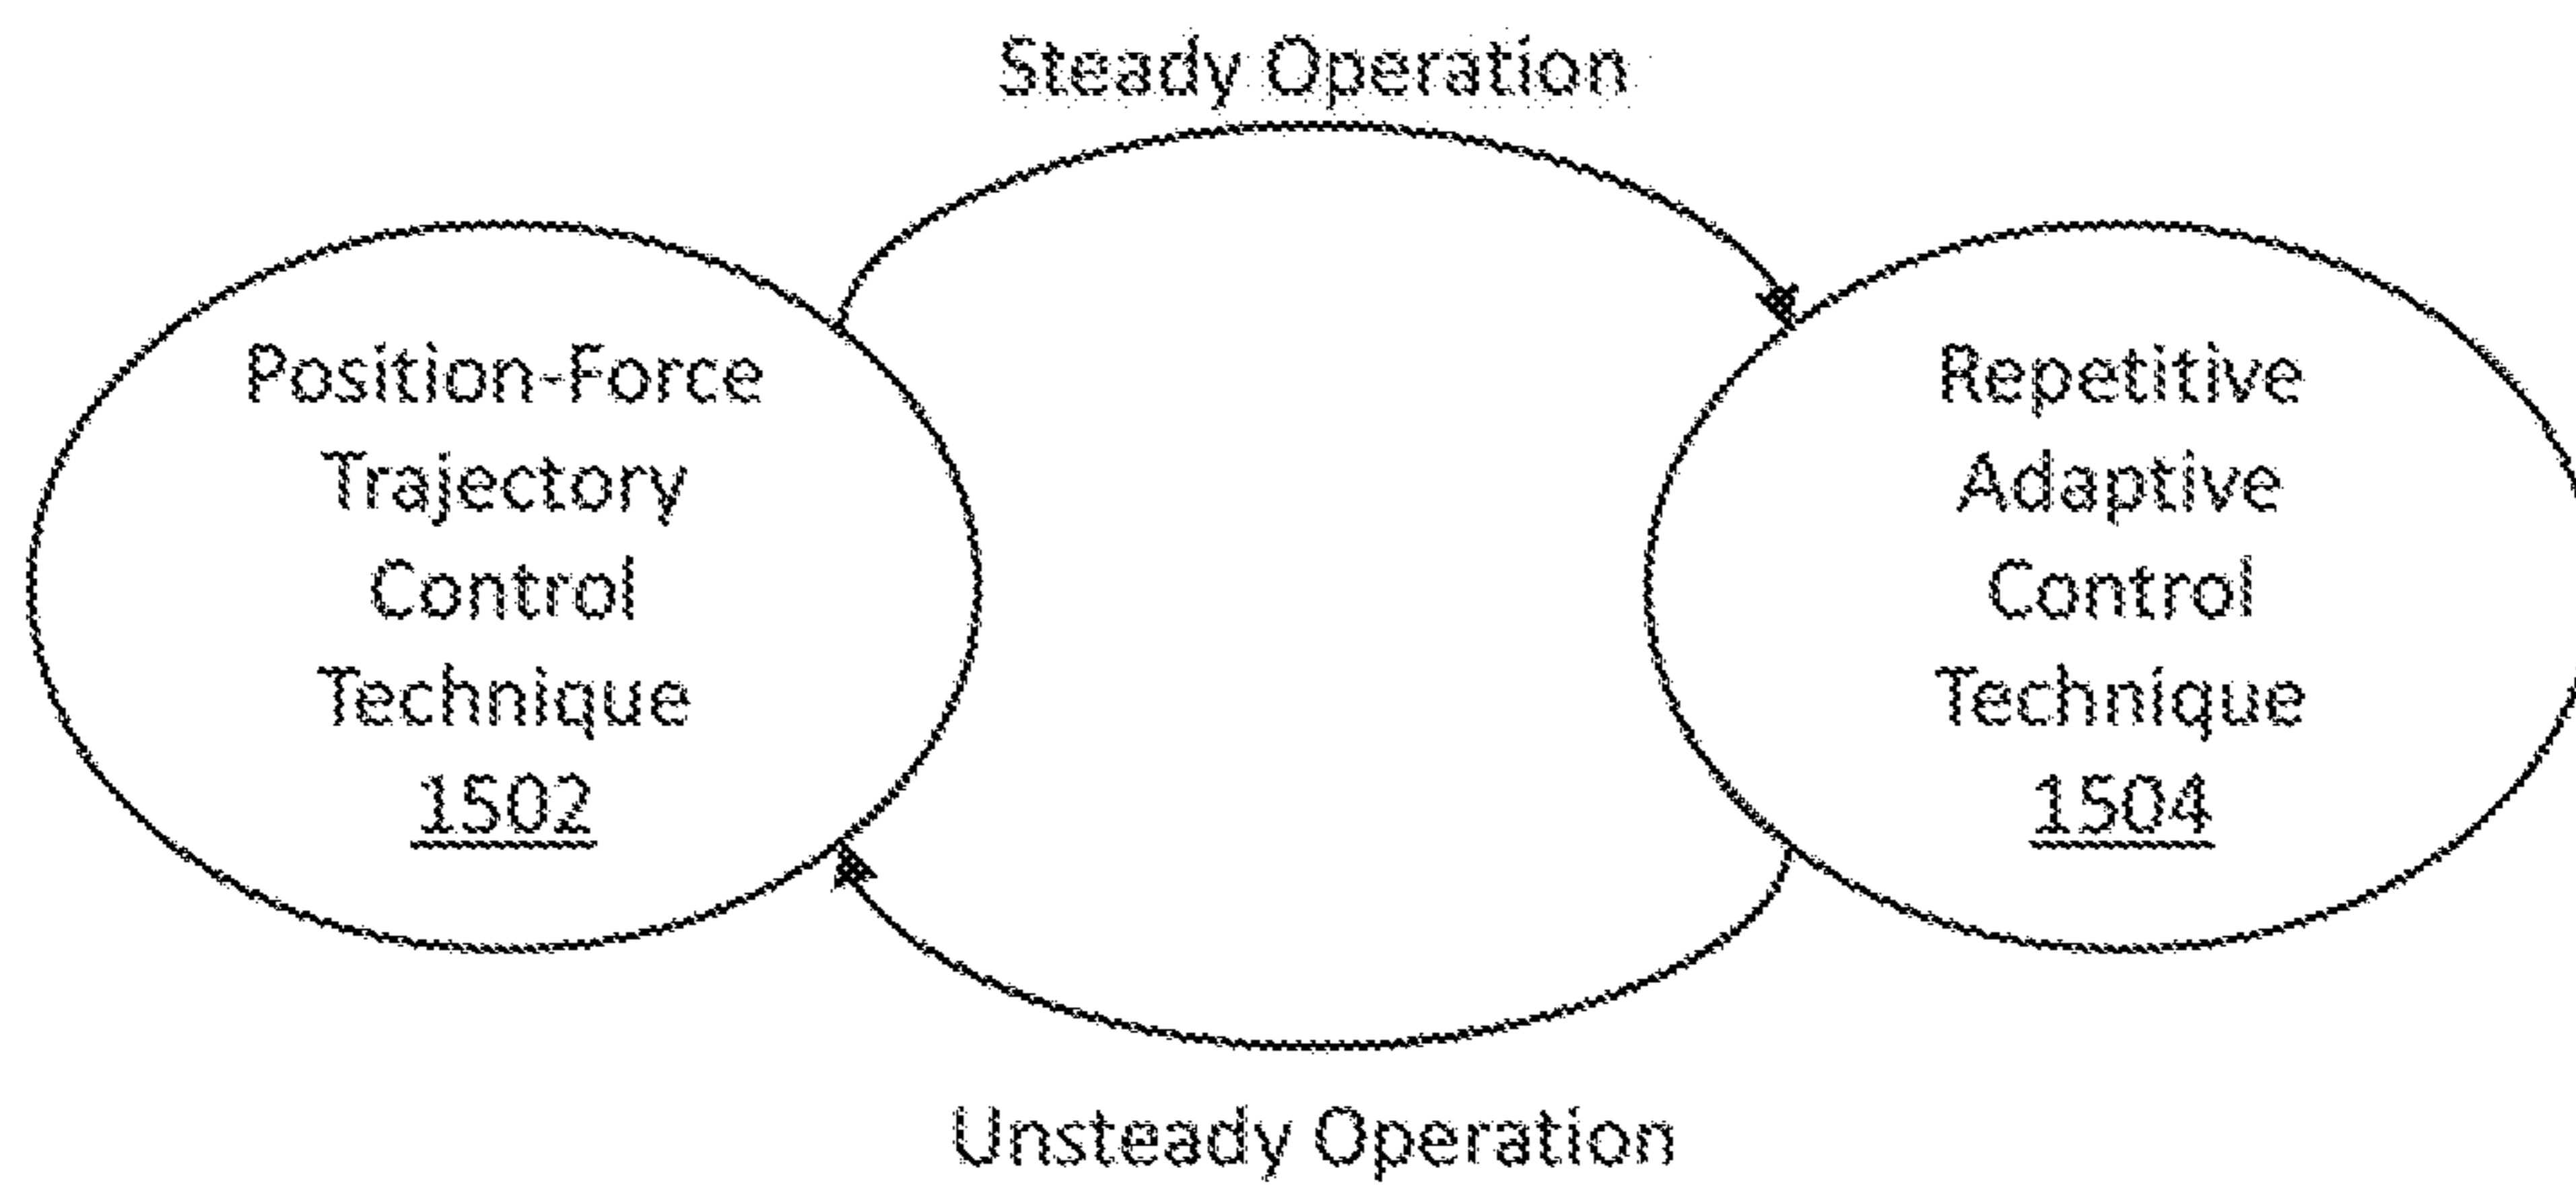 Steady Operation
Position-Force
Trajectory
Control
Technique
1502
Repetitive
Adaptive
Control
Technique
1504
Unsteady Operation